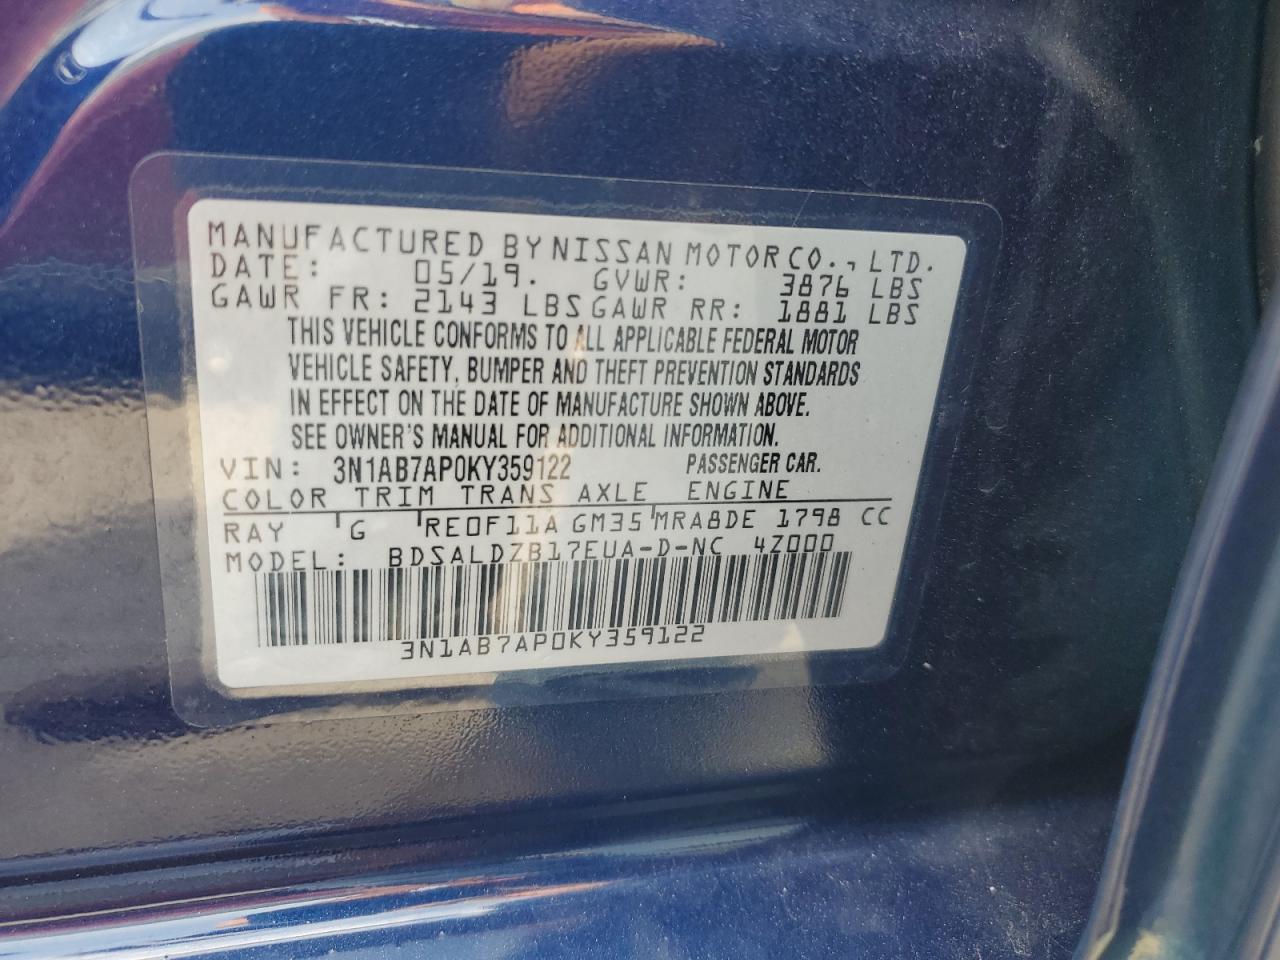 MANUFACTURED BY NISSAN MOTOR CO., LTD.
DATE: 05/19. GVWR: 3876 LBS
GAWR FR: 2143 LBS GAWR RR: 1881 LBS
THIS VEHICLE CONFORMS TO ALL APPLICABLE FEDERAL MOTOR
VEHICLE SAFETY, BUMPER AND THEFT PREVENTION STANDARDS
IN EFFECT ON THE DATE OF MANUFACTURE SHOWN ABOVE.
SEE OWNER'S MANUAL FOR ADDITIONAL INFORMATION.
VIN: 3N1AB7AP0KY359122 PASSENGER CAR.
COLOR TRIM TRANS AXLE ENGINE
RAY G RE0F11A GM35 MRA8DE 1798 CC
MODEL: BDSALDZB17EUA-D-NC 4Z000
3N1AB7AP0KY359122